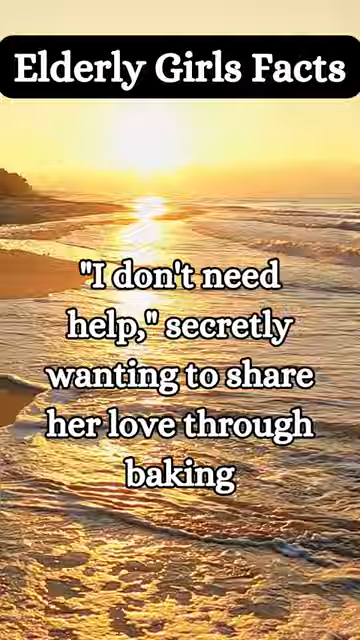 Elderly Girls Facts
"I don't need
help," secretly
wanting to share
her love through
baking